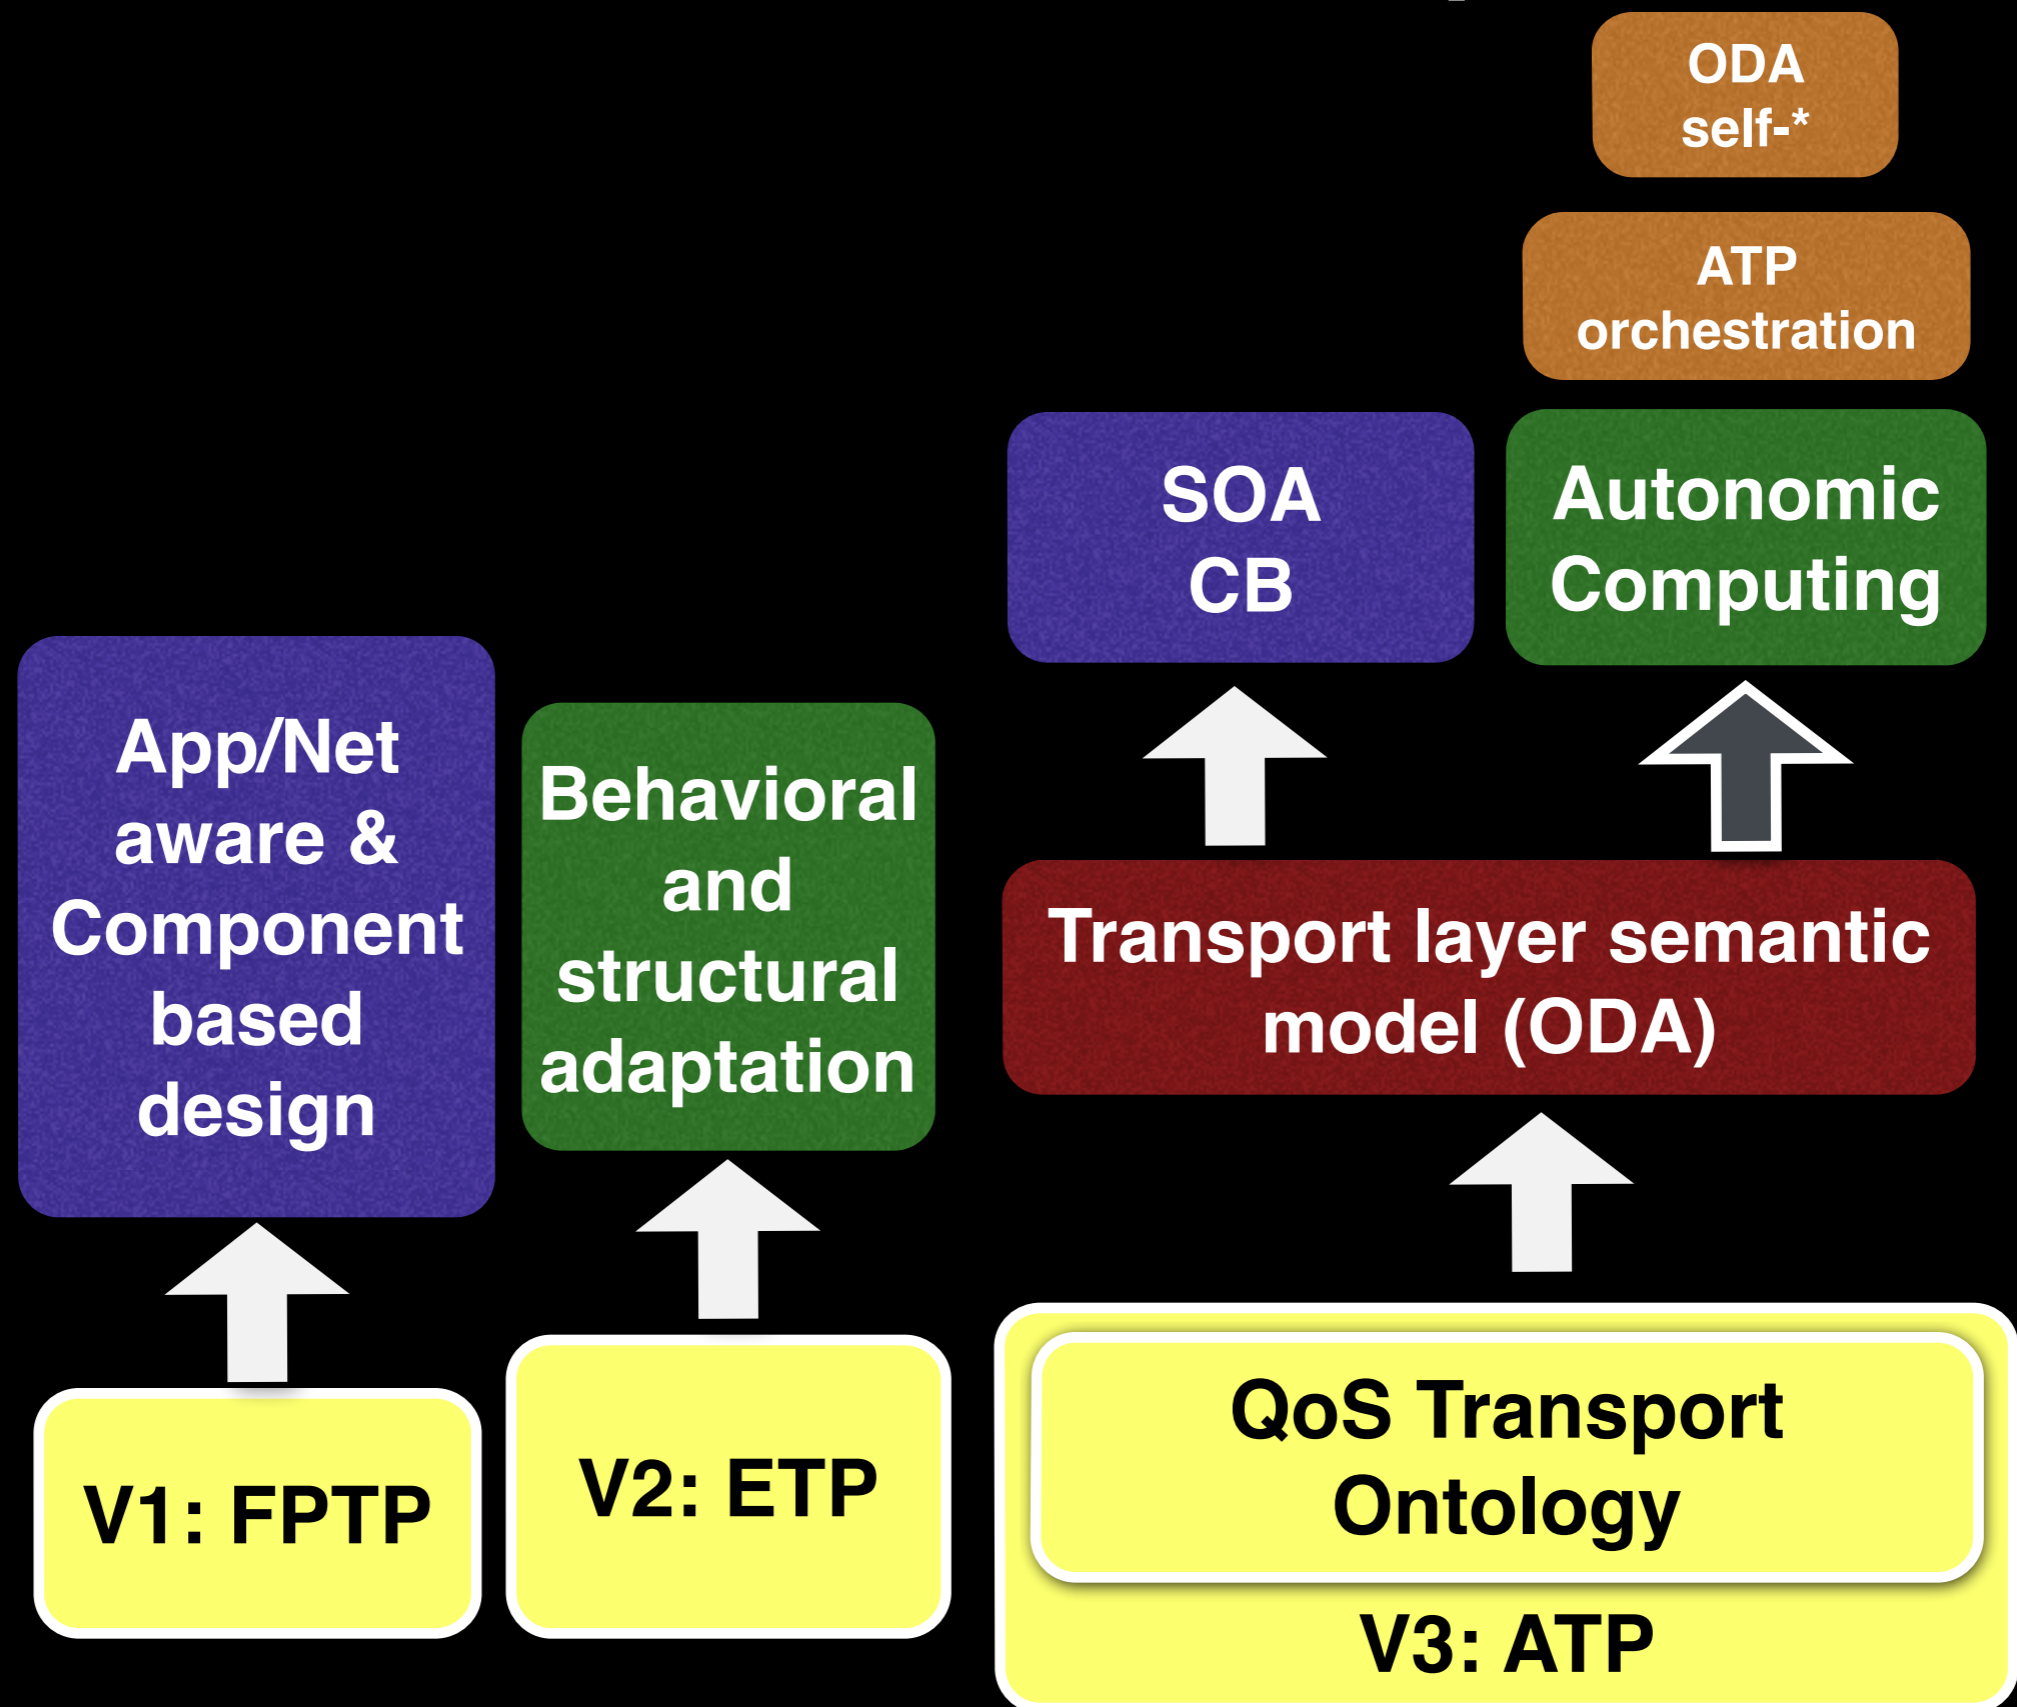 ODA
self-*
ATP
orchestration
SOA
CB
Autonomic
Computing
App/Net
aware &
Component
based
design
Behavioral
and
structural
adaptation
Transport layer semantic
model (ODA)
V1: FPTP
V2: ETP
QoS Transport
Ontology
V3: ATP